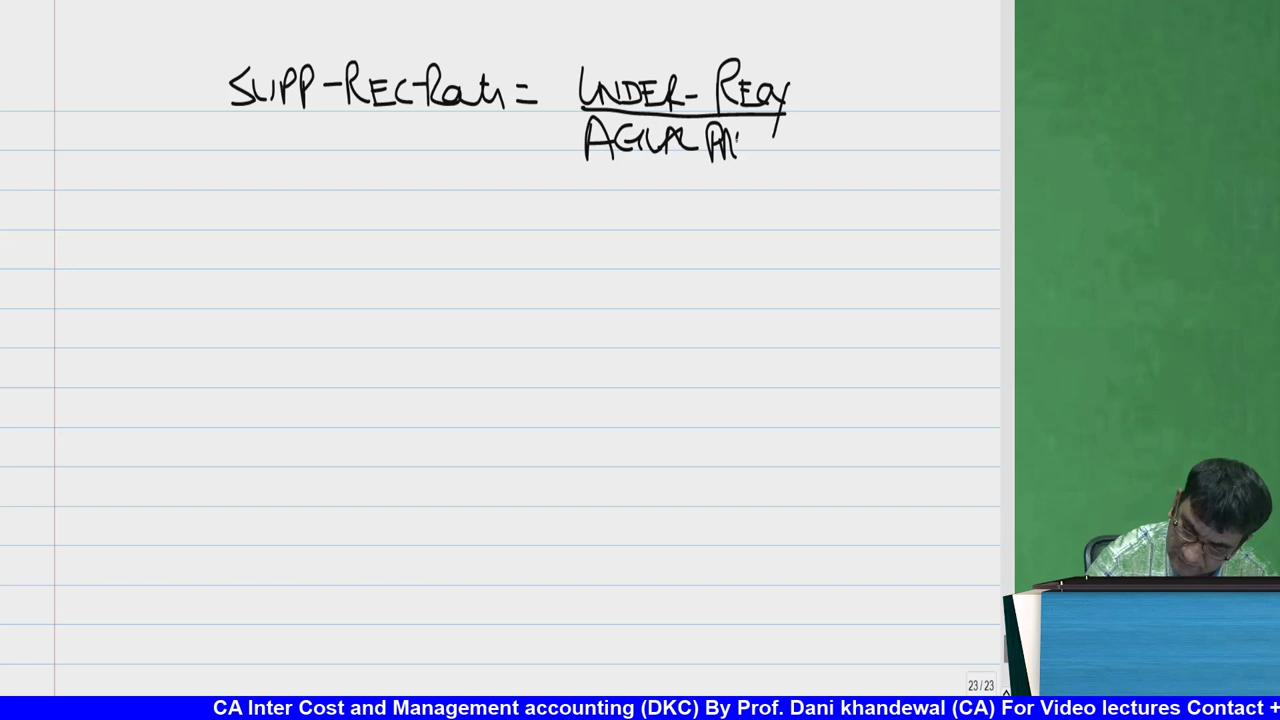 SUPP-REC-Rate = UNDER-Recy
Actual
23/23
CA Inter Cost and Management accounting (DKC) By Prof. Dani khandewal (CA) For Video lectures Contact +